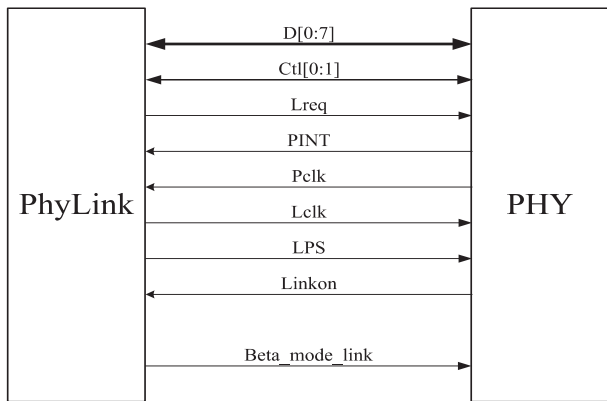 D[0:7]
Ctl[0:1]
Lreq
PINT
Pclk
PhyLink
PHY
Lclk
LPS
Linkon
Beta_mode_link